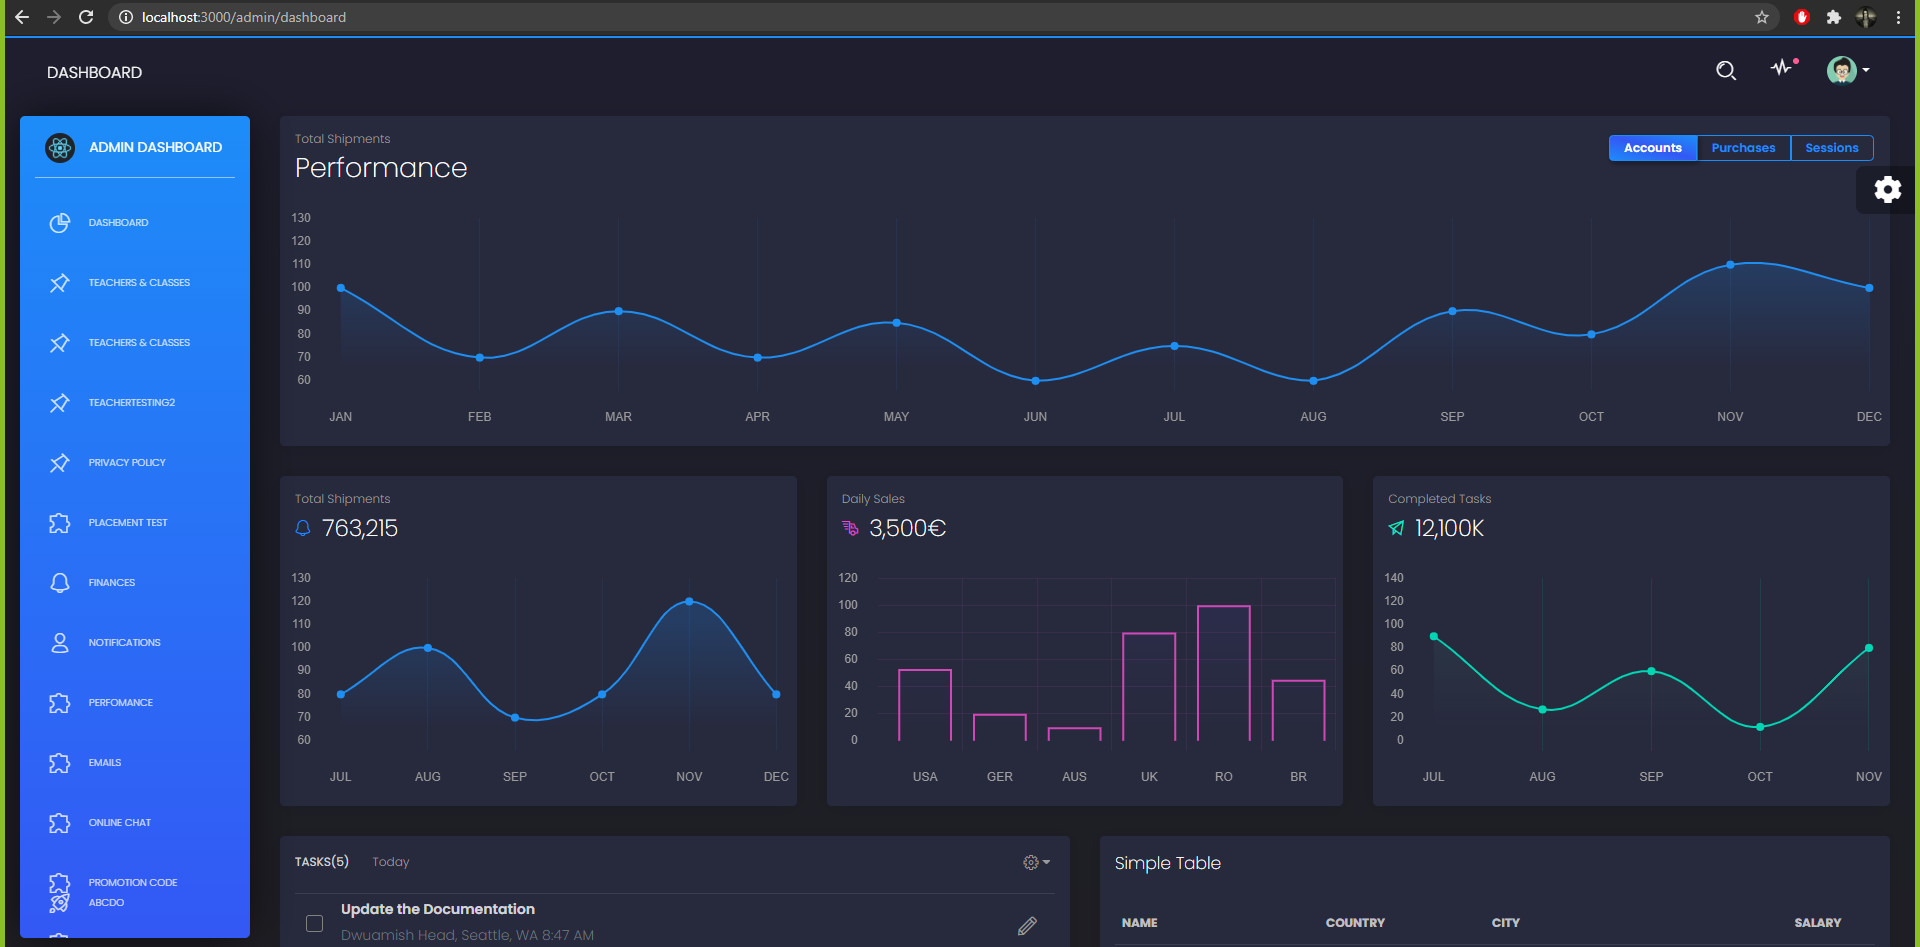 localhost:3000/admin/dashboard
DASHBOARD
ADMIN DASHBOARD
DASHBOARD
TEACHERS & CLASSES
TEACHERS & CLASSES
TEACHERTESTING2
PRIVACY POLICY
PLACEMENT TEST
FINANCES
NOTIFICATIONS
PERFOMANCE
EMAILS
ONLINE CHAT
PROMOTION CODE
ABCDO
Total Shipments
Performance
Accounts Purchases Sessions
130
120
110
100
90
80
70
60
JAN FEB MAR APR MAY JUN JUL AUG SEP OCT NOV DEC
Total Shipments
763,215
130
120
110
100
90
80
70
60
JUL AUG SEP OCT NOV DEC
Daily Sales
3,500€
120
100
80
60
40
20
0
USA GER AUS UK RO BR
Completed Tasks
12,100K
140
120
100
80
60
40
20
0
JUL AUG SEP OCT NOV
TASKS(5) Today
Update the Documentation
Dwuamish Head, Seattle, WA 8:47 AM
Simple Table
NAME COUNTRY CITY SALARY